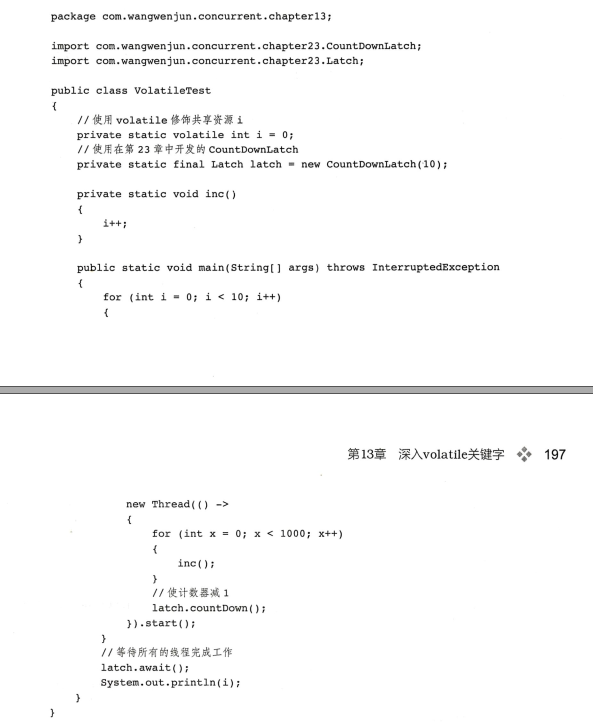 package com.wangwenjun.concurrent.chapter13;
import com.wangwenjun.concurrent.chapter23.CountDownLatch;
import com.wangwenjun.concurrent.chapter23.Latch;
public class VolatileTest
{
//使用 volatile 修饰共享资源 i
private static volatile int i = 0;
//使用在第 23 章中开发的 CountDownLatch
private static final Latch latch = new CountDownLatch(10);
private static void inc()
{
i++;
}
public static void main(String[] args) throws InterruptedException
{
for (int i = 0; i < 10; i++)
{
第13章 深入volatile关键字 197
new Thread(() ->
{
for (int x = 0; x < 1000; x++)
{
inc();
}
//使计数器减 1
latch.countDown();
}).start();
}
//等待所有的线程完成工作
latch.await();
System.out.println(i);
}
}